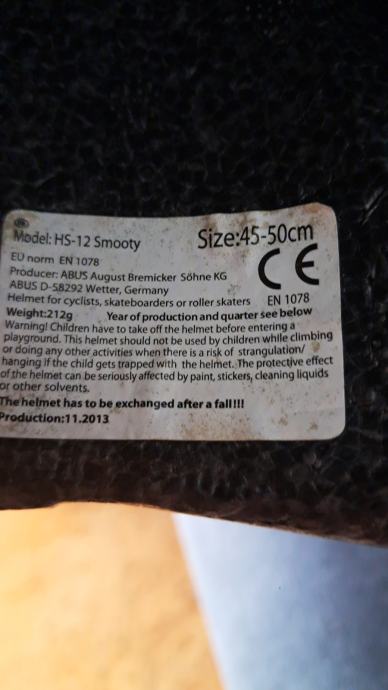 Model: HS-12 Smooty
Size:45-50cm
EU norm EN 1078
CE
Producer: ABUS August Bremicker Söhne KG
ABUS D-58292 Wetter, Germany
Helmet for cyclists, skateboarders or roller skaters EN 1078
Weight:212g Year of production and quarter see below
Warning! Children have to take off the helmet before entering a
playground. This helmet should not be used by children while climbing
or doing any other activities when there is a risk of strangulation/
hanging if the child gets trapped with the helmet. The protective effect
of the helmet can be seriously affected by paint, stickers, cleaning liquids
or other solvents.
The helmet has to be exchanged after a fall!!!
Production:11.2013